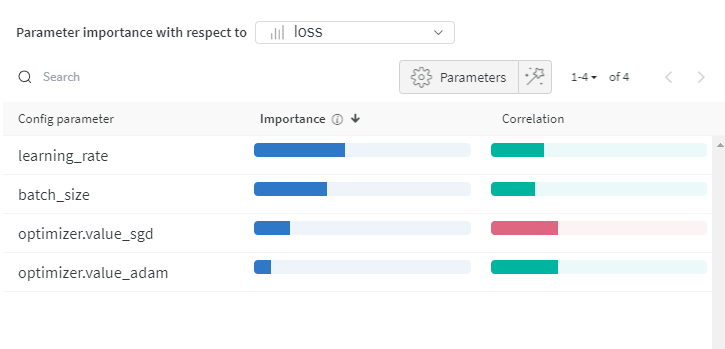 Parameter importance with respect to loss
Search Parameters 1-4 of 4
Config parameter Importance Correlation
learning_rate
batch_size
optimizer.value_sgd
optimizer.value_adam